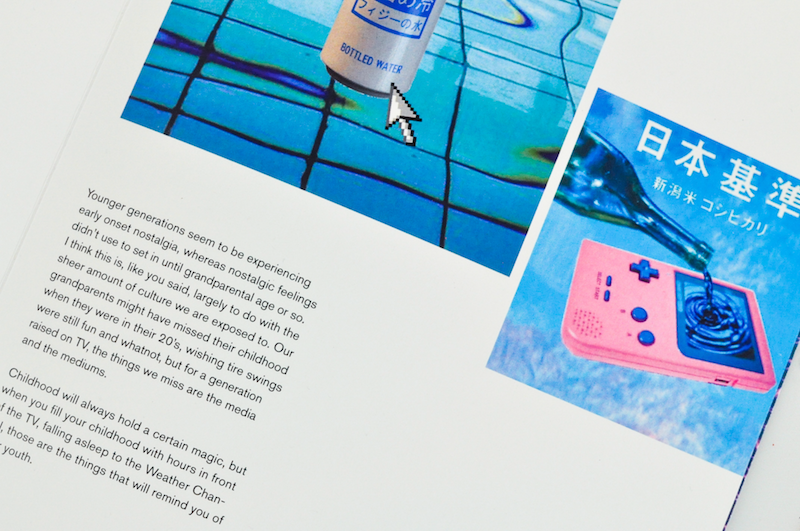 の冷
フィジーの水
BOTTLED WATER
日本基準
新潟米 コシヒカリ
SELECT START
Younger generations seem to be experiencing
early onset nostalgia, whereas nostalgic feelings
didn't use to set in until grandparental age or so.
I think this is, like you said, largely to do with the
sheer amount of culture we are exposed to. Our
grandparents might have missed their childhood
when they were in their 20's, wishing tire swings
were still fun and whatnot, but for a generation
raised on TV, the things we miss are the media
and the mediums.
Childhood will always hold a certain magic, but
when you fill your childhood with hours in front
of the TV, falling asleep to the Weather Chan-
those are the things that will remind you of
youth.